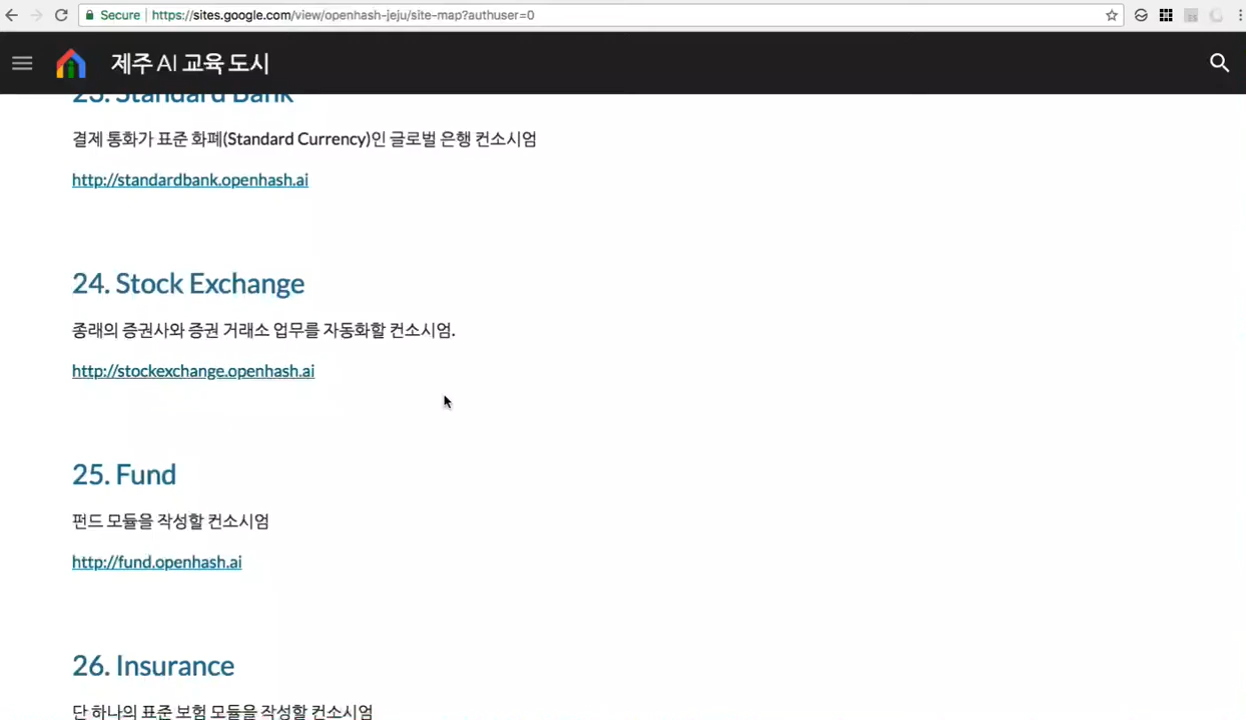 Secure https://sites.google.com/view/openhash-jeju/site-map?authuser=0
제주 AI 교육 도시
23. Standard Bank
결제 통화가 표준 화폐(Standard Currency)인 글로벌 은행 컨소시엄
http://standardbank.openhash.ai
24. Stock Exchange
종래의 증권사와 증권 거래소 업무를 자동화할 컨소시엄.
http://stockexchange.openhash.ai
25. Fund
펀드 모듈을 작성할 컨소시엄
http://fund.openhash.ai
26. Insurance
단 하나의 표준 보험 모듈을 작성할 컨소시엄